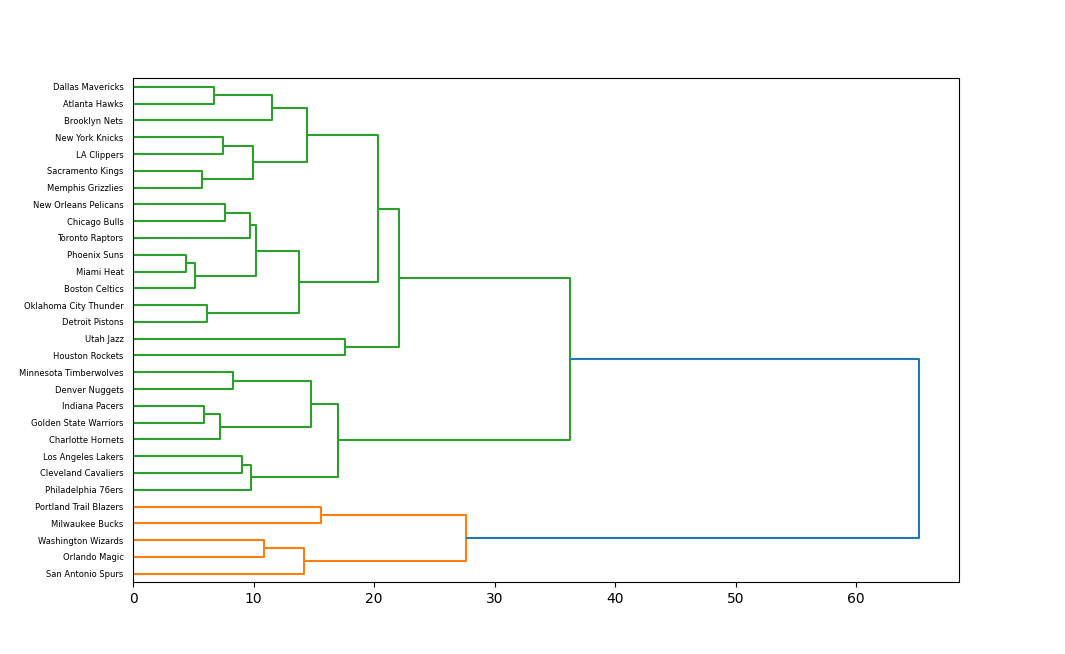 Dallas Mavericks
Atlanta Hawks
Brooklyn Nets
New York Knicks
LA Clippers
Sacramento Kings
Memphis Grizzlies
New Orleans Pelicans
Chicago Bulls
Toronto Raptors
Phoenix Suns
Miami Heat
Boston Celtics
Oklahoma City Thunder
Detroit Pistons
Utah Jazz
Houston Rockets
Minnesota Timberwolves
Denver Nuggets
Indiana Pacers
Golden State Warriors
Charlotte Hornets
Los Angeles Lakers
Cleveland Cavaliers
Philadelphia 76ers
Portland Trail Blazers
Milwaukee Bucks
Washington Wizards
Orlando Magic
San Antonio Spurs
0 10 20 30 40 50 60